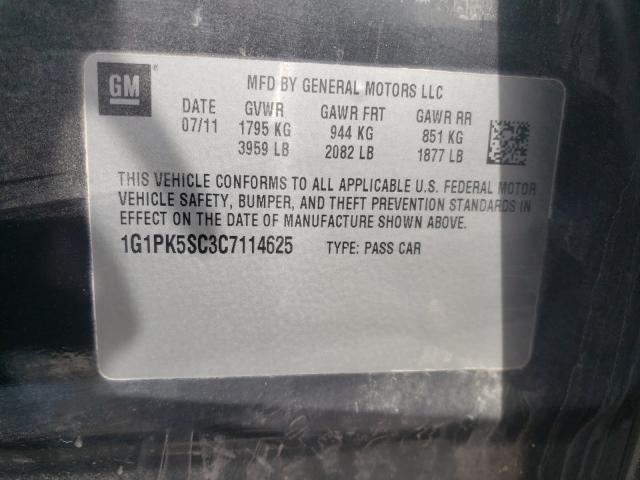 GM ®
MFD BY GENERAL MOTORS LLC
DATE GVWR GAWR FRT GAWR RR
07/11 1795 KG 944 KG 851 KG
3959 LB 2082 LB 1877 LB
THIS VEHICLE CONFORMS TO ALL APPLICABLE U.S. FEDERAL MOTOR
VEHICLE SAFETY, BUMPER, AND THEFT PREVENTION STANDARDS IN
EFFECT ON THE DATE OF MANUFACTURE SHOWN ABOVE.
1G1PK5SC3C7114625 TYPE: PASS CAR